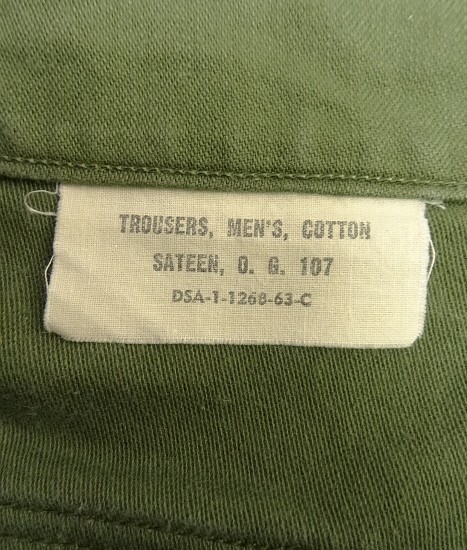 TROUSERS, MEN'S, COTTON
SATEEN, O. G. 107
DSA-1-1268-63-C